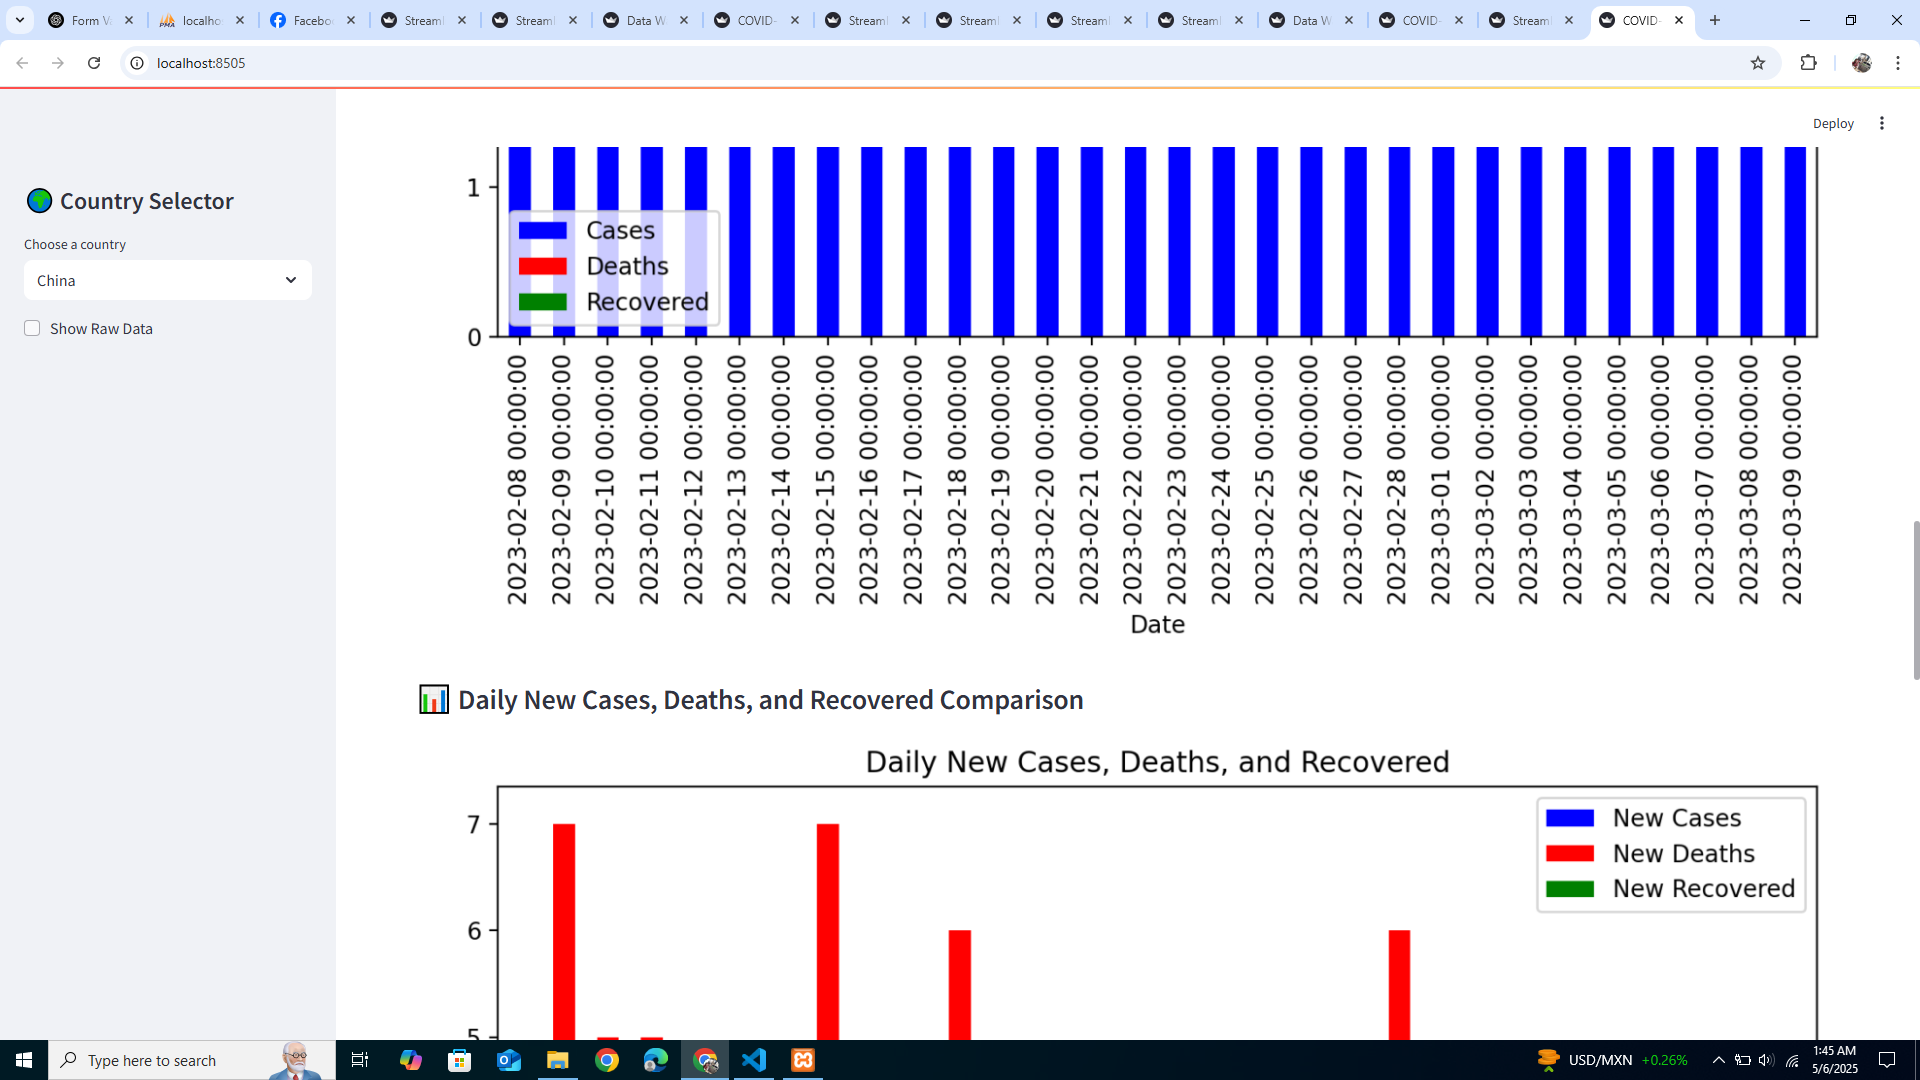 Form V
localho
Facebo
Streaml
Streaml
Data W
COVID-
Streaml
Streaml
Streaml
Streaml
Data W
COVID-
Streaml
COVID-
localhost:8505
Deploy
Country Selector
Choose a country
China
Show Raw Data
1
0
Cases
Deaths
Recovered
2023-02-08 00:00:00
2023-02-09 00:00:00
2023-02-10 00:00:00
2023-02-11 00:00:00
2023-02-12 00:00:00
2023-02-13 00:00:00
2023-02-14 00:00:00
2023-02-15 00:00:00
2023-02-16 00:00:00
2023-02-17 00:00:00
2023-02-18 00:00:00
2023-02-19 00:00:00
2023-02-20 00:00:00
2023-02-21 00:00:00
2023-02-22 00:00:00
2023-02-23 00:00:00
2023-02-24 00:00:00
2023-02-25 00:00:00
2023-02-26 00:00:00
2023-02-27 00:00:00
2023-02-28 00:00:00
2023-03-01 00:00:00
2023-03-02 00:00:00
2023-03-03 00:00:00
2023-03-04 00:00:00
2023-03-05 00:00:00
2023-03-06 00:00:00
2023-03-07 00:00:00
2023-03-08 00:00:00
2023-03-09 00:00:00
Date
Daily New Cases, Deaths, and Recovered Comparison
Daily New Cases, Deaths, and Recovered
7
6
5
New Cases
New Deaths
New Recovered
Type here to search
USD/MXN +0.26%
1:45 AM
5/6/2025